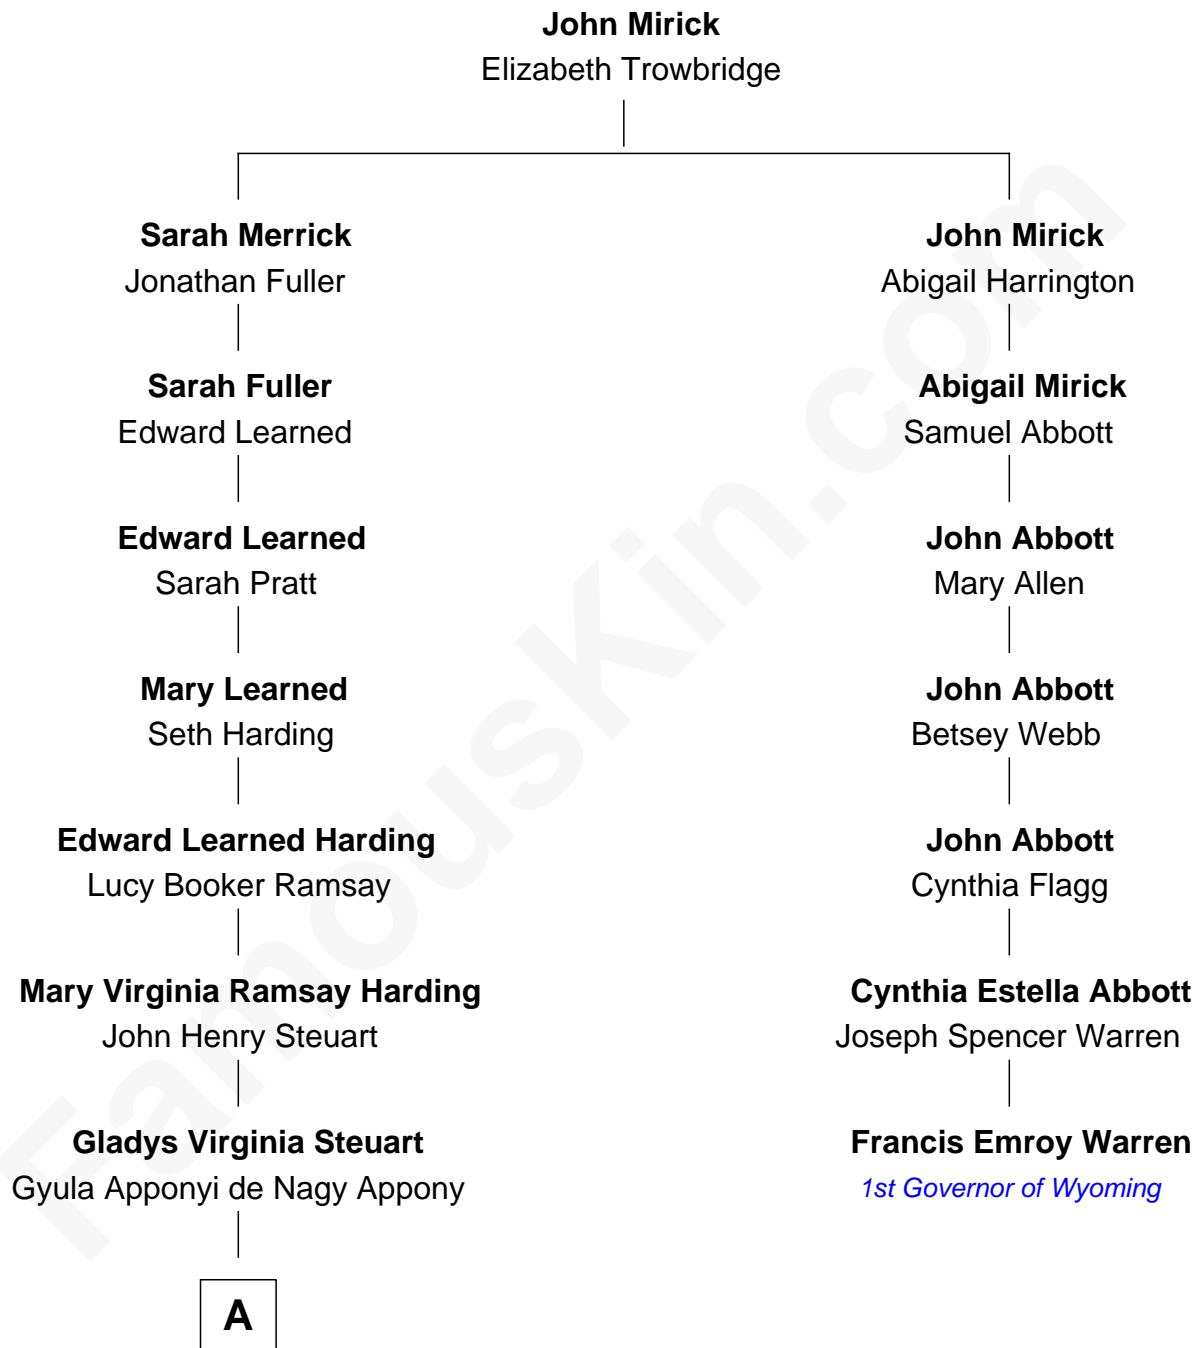 John Mirick
Elizabeth Trowbridge
Sarah Merrick
Jonathan Fuller
John Mirick
Abigail Harrington
Sarah Fuller
Edward Learned
Abigail Mirick
Samuel Abbott
Edward Learned
Sarah Pratt
John Abbott
Mary Allen
Mary Learned
Seth Harding
John Abbott
Betsey Webb
Edward Learned Harding
Lucy Booker Ramsay
John Abbott
Cynthia Flagg
Mary Virginia Ramsay Harding
John Henry Steuart
Cynthia Estella Abbott
Joseph Spencer Warren
Gladys Virginia Steuart
Gyula Apponyi de Nagy Appony
Francis Emroy Warren
1st Governor of Wyoming
A
FamousKin.com